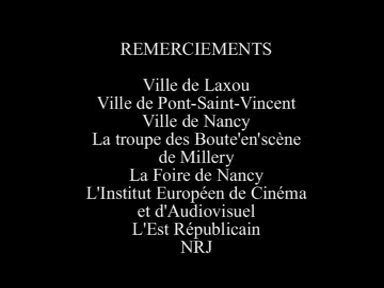 REMERCIEMENTS
Ville de Laxou
Ville de Pont-Saint-Vincent
Ville de Nancy
La troupe des Boute'en'scène
de Millery
La Foire de Nancy
L'Institut Européen de Cinéma
et d'Audiovisuel
L'Est Républicain
NRJ